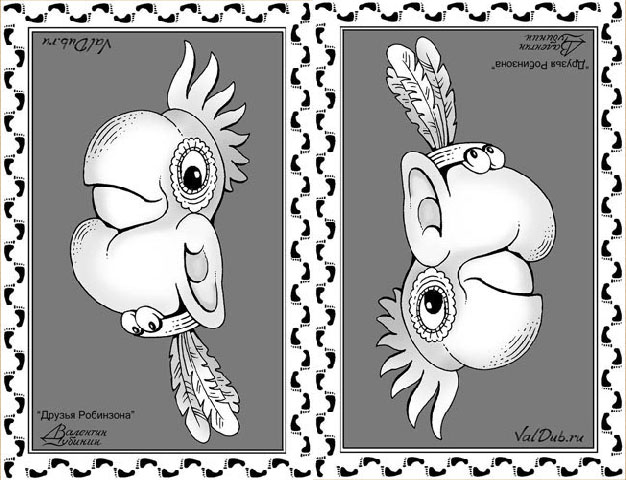 ValDub.ru
"Друзья Робинзона"
Валентин
Дубинин
Валентин
Дубинин
"Друзья Робинзона"
ValDub.ru